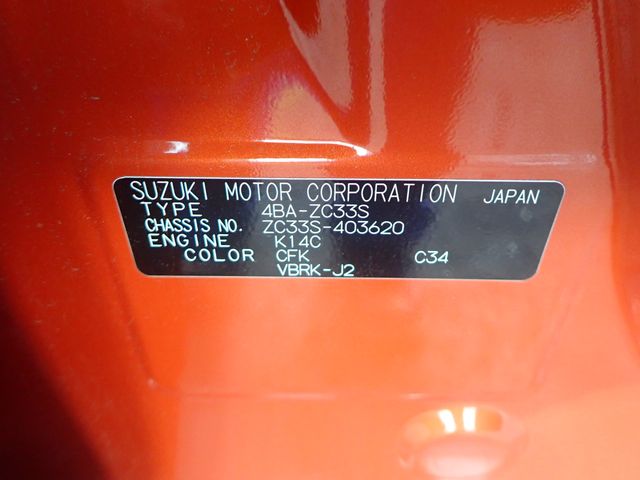 SUZUKI MOTOR CORPORATION JAPAN
TYPE 4BA-ZC33S
CHASSIS NO. ZC33S-403620
ENGINE K14C
COLOR CFK C34
VBRK-J2